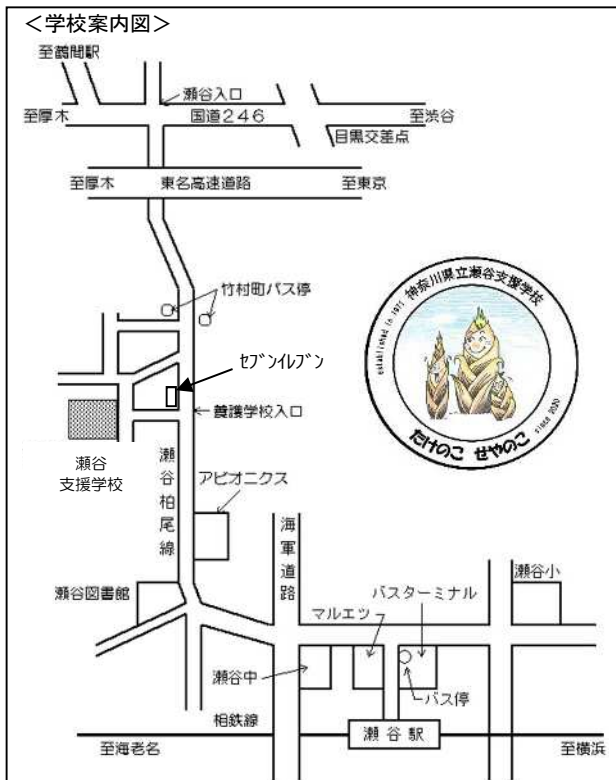 ＜学校案内図＞
至鶴間駅
瀬谷入口
至厚木
国道２４６
至渋谷
目黒交差点
至厚木
東名高速道路
至東京
竹村町バス停
神奈川県立瀬谷支援学校
established in 1971
たけのこ せやのこ
since 2020
ｾﾌﾞﾝｲﾚﾌﾞﾝ
養護学校入口
瀬谷
支援学校
瀬谷柏尾線
アビオニクス
海軍道路
瀬谷図書館
マルエツ
バスターミナル
瀬谷小
瀬谷中
バス停
相鉄線
瀬谷駅
至海老名
至横浜